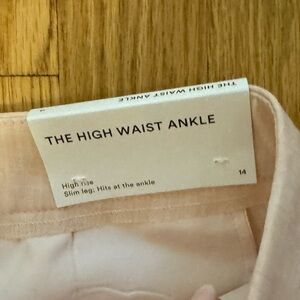 THE HIGH WAIST ANKLE
THE HIGH WAIST ANKLE
High rise
Slim leg. Hits at the ankle
14